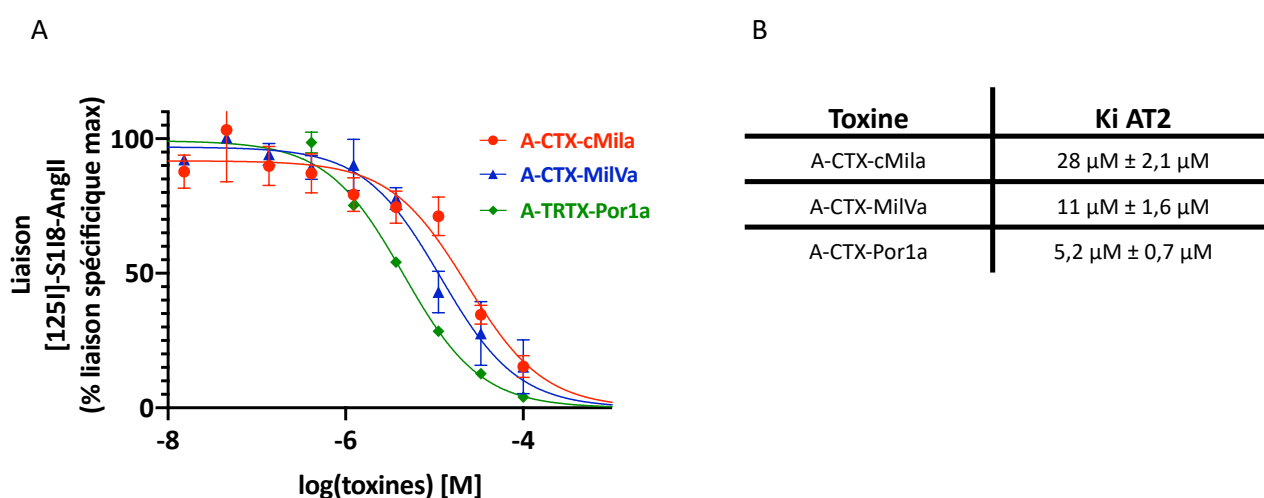 A
B
Liaison
[125I]-S1I8-AngII
(% liaison spécifique max)
100
50
0
-8
-6
-4
log(toxines) [M]
A-CTX-cMila
A-CTX-MilVa
A-TRTX-Por1a
Toxine Ki AT2
A-CTX-cMila 28 µM ± 2,1 µM
A-CTX-MilVa 11 µM ± 1,6 µM
A-CTX-Por1a 5,2 µM ± 0,7 µM